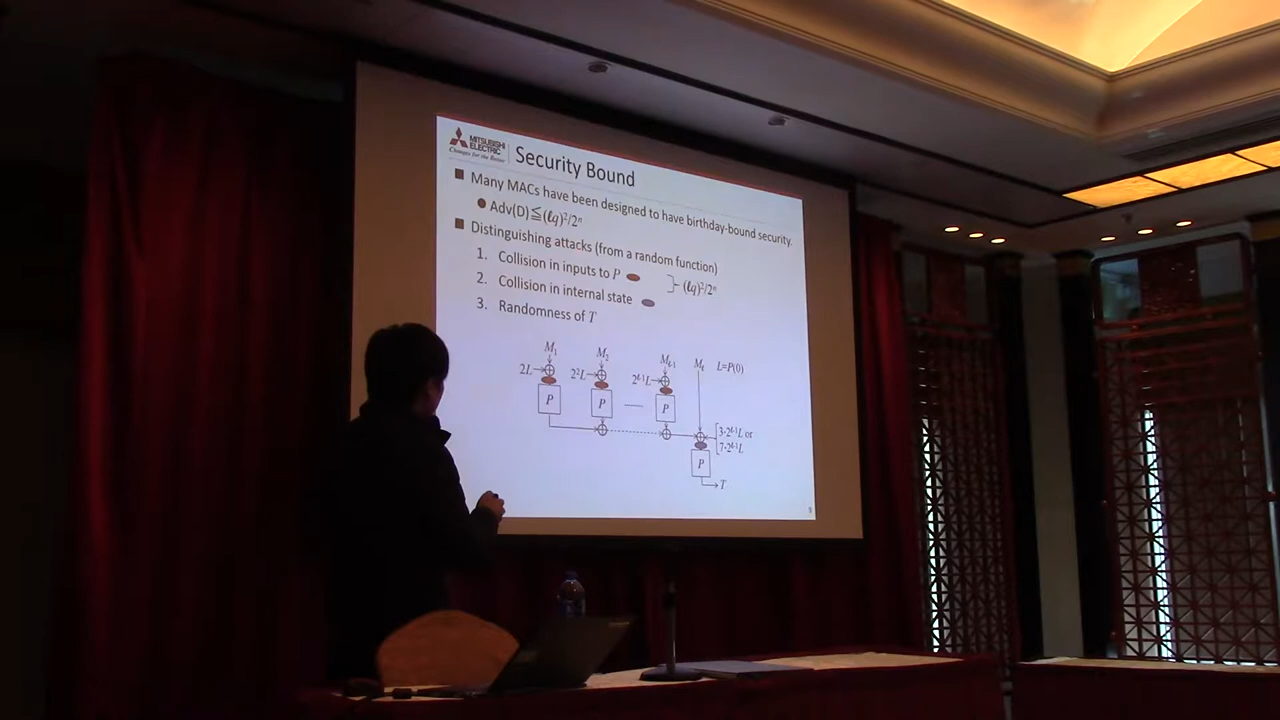 MITSUBISHI
ELECTRIC
Changes for the Better
Security Bound
Many MACs have been designed to have birthday-bound security.
Adv(D)≦(ℓq)²/2ⁿ
Distinguishing attacks (from a random function)
1. Collision in inputs to P
2. Collision in internal state
(ℓq)²/2ⁿ
3. Randomness of T
M₁ M₂ Mℓ₋₁ Mℓ L=P(0)
2L 2²L 2^{ℓ-1}L
P P P
3·2^{ℓ-1}L or
7·2^{ℓ-1}L
P
T